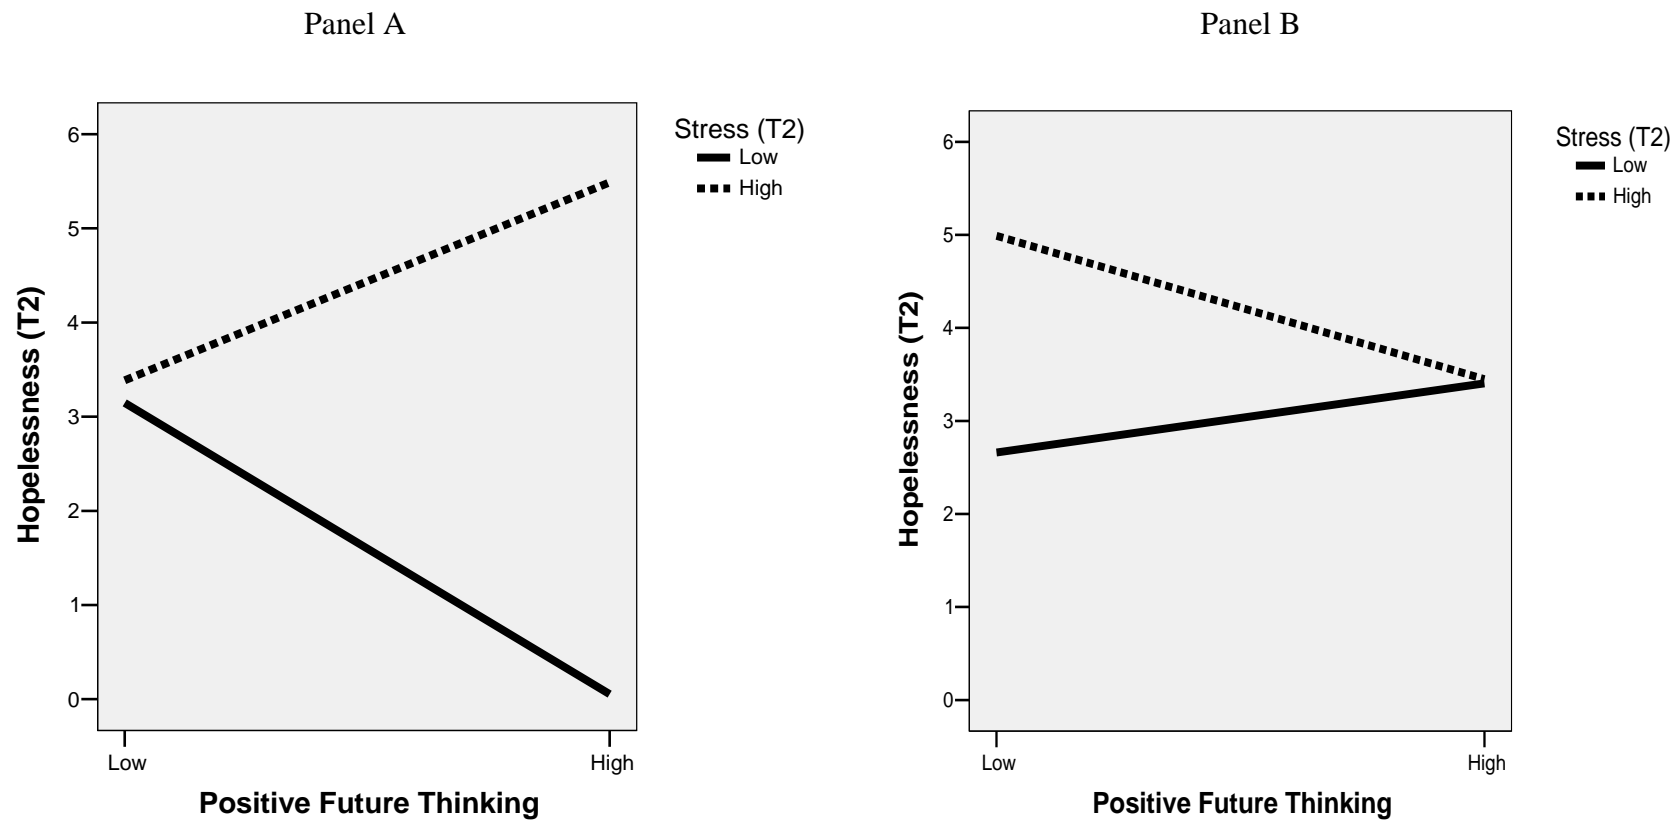 Panel A
Stress (T2)
Low
High
6
5
4
3
2
1
0
Hopelessness (T2)
Low
High
Positive Future Thinking
Panel B
Stress (T2)
Low
High
6
5
4
3
2
1
0
Hopelessness (T2)
Low
High
Positive Future Thinking